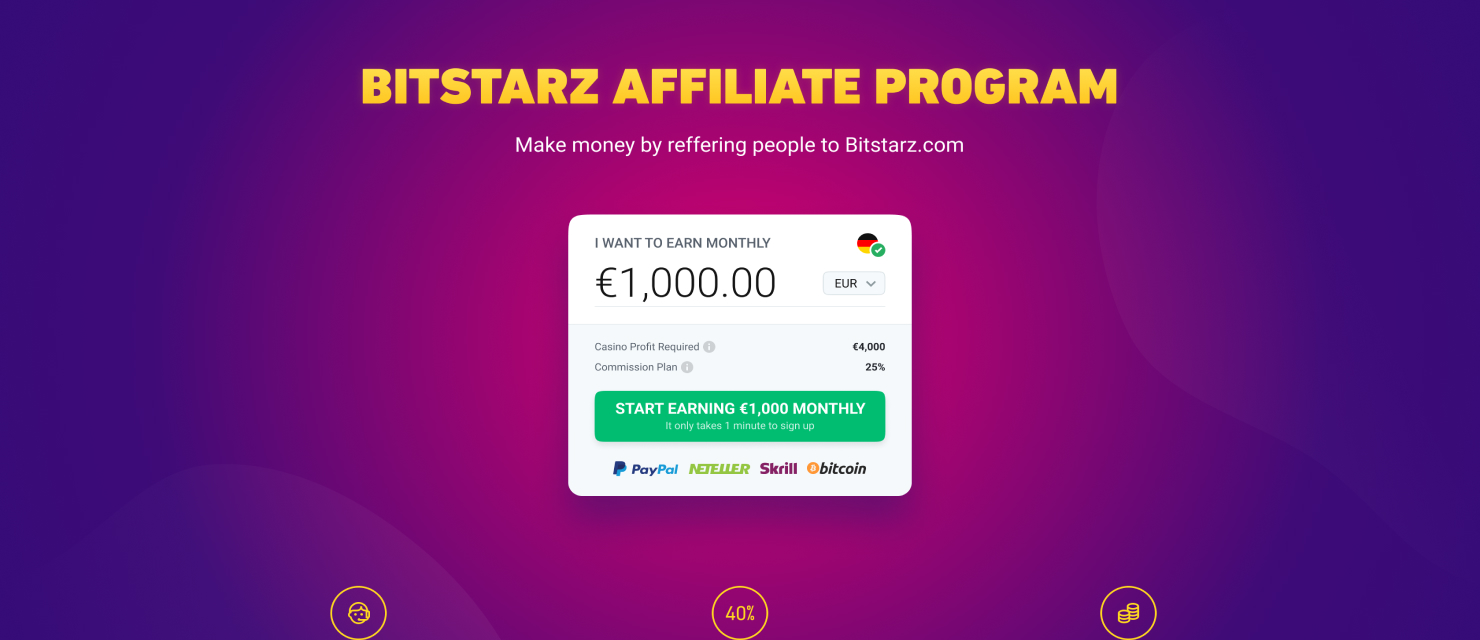 BITSTARZ AFFILIATE PROGRAM
Make money by reffering people to Bitstarz.com
I WANT TO EARN MONTHLY
€1,000.00
EUR
Casino Profit Required
€4,000
Commission Plan
25%
START EARNING €1,000 MONTHLY
It only takes 1 minute to sign up
PayPal NETELLER Skrill bitcoin
40%